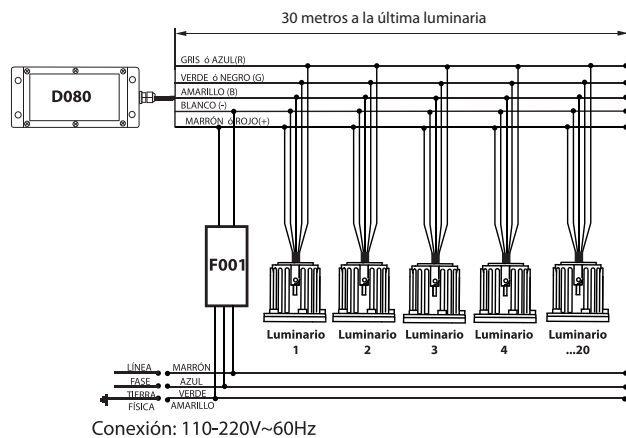 30 metros a la última luminaria
GRIS ó AZUL(R)
VERDE ó NEGRO (G)
AMARILLO (B)
BLANCO (-)
MARRÓN ó ROJO(+)
D080
F001
Luminario
1
Luminario
2
Luminario
3
Luminario
4
Luminario
...20
LÍNEA MARRÓN
FASE AZUL
TIERRA VERDE
FÍSICA AMARILLO
Conexión: 110-220V~60Hz